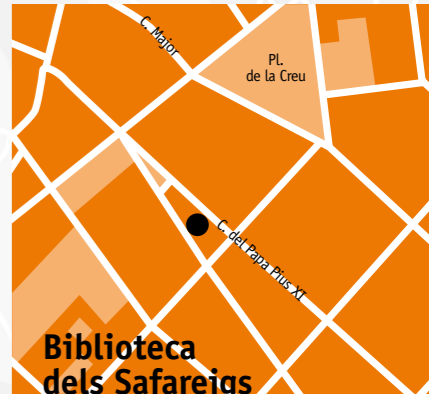 C. Major
Pl.
de la Creu
C. del Papa Pius XI
Biblioteca
dels Safareigs